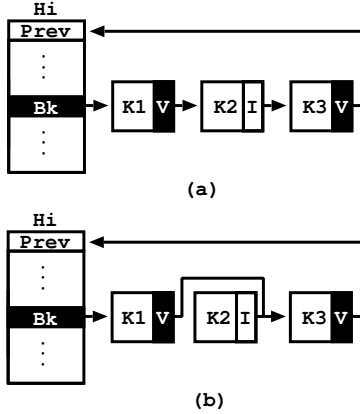 Hi
Prev
Bk
K1 V K2 I K3 V
(a)
Hi
Prev
Bk
K1 V K2 I K3 V
(b)